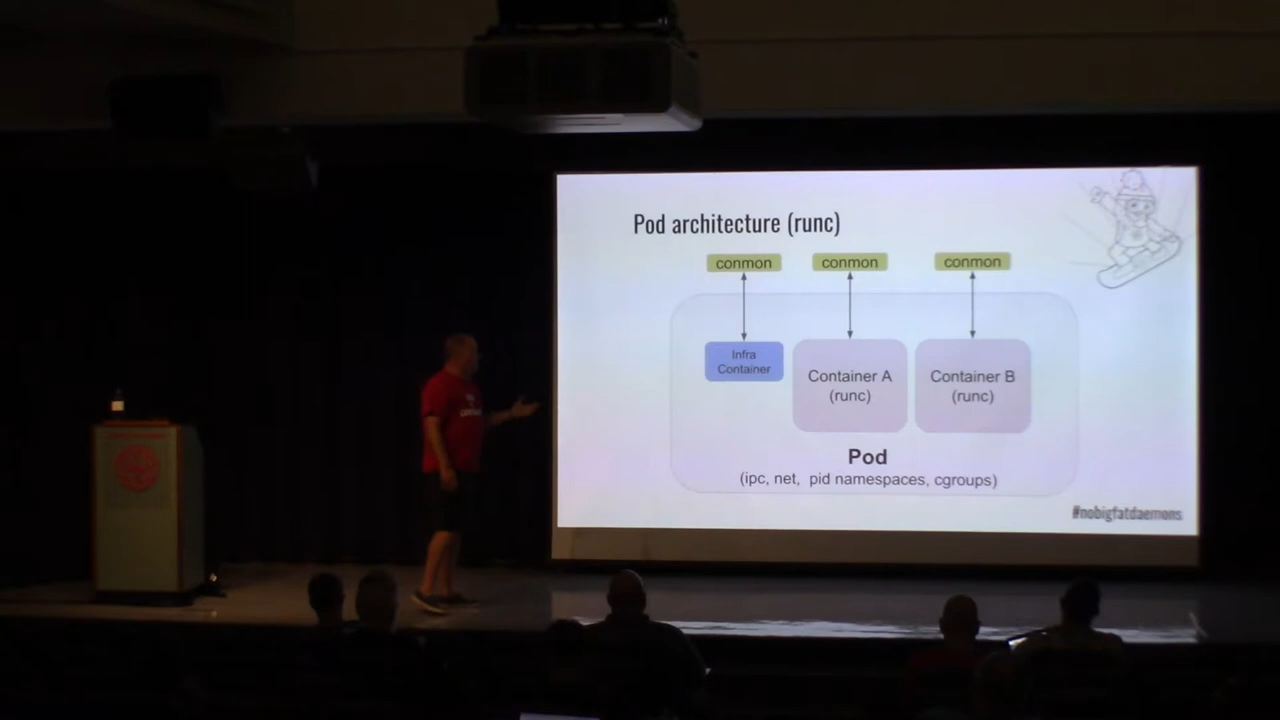 Pod architecture (runc)
conmon conmon conmon
Infra
Container
Container A
(runc)
Container B
(runc)
Pod
(ipc, net, pid namespaces, cgroups)
#nobigfatdaemons